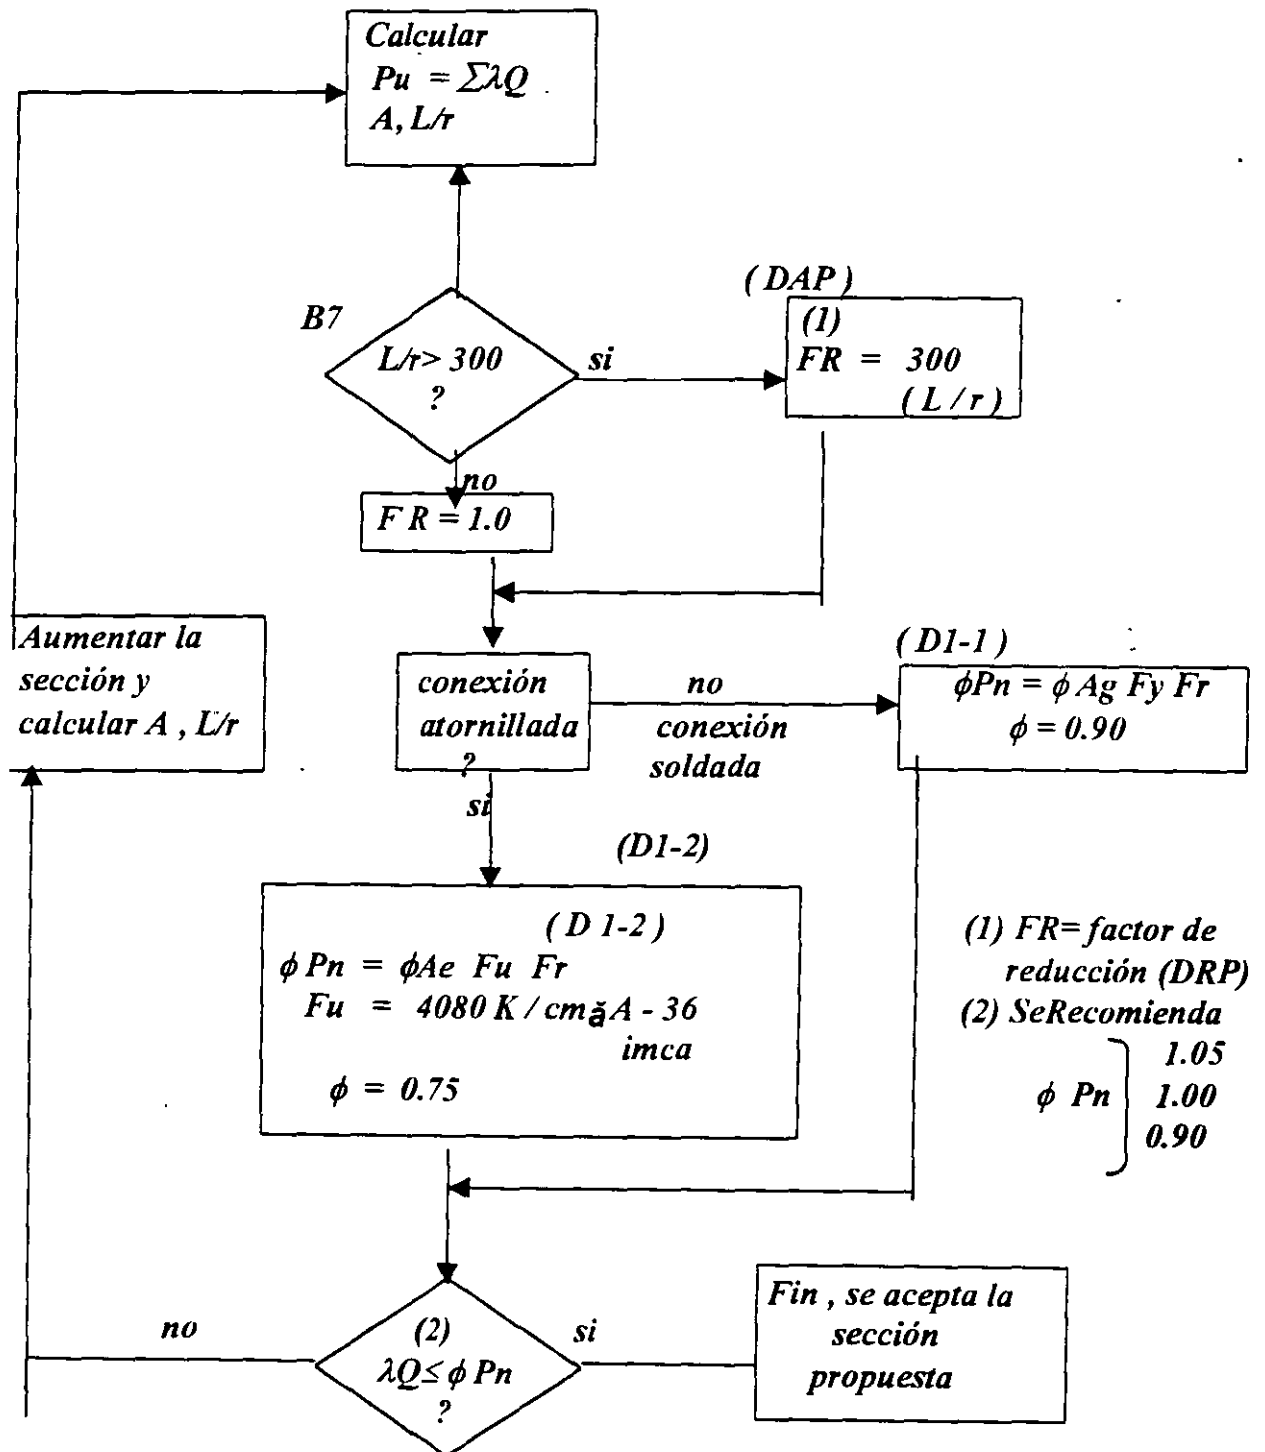 Calcular
Pu = ΣλQ
A, L/r
B7
L/r> 300
?
si
(DAP)
(1)
FR = 300
(L/r)
no
FR = 1.0
Aumentar la
sección y
calcular A , L/r
conexión
atornillada
?
no
conexión
soldada
(D1-1)
ϕPn = ϕ Ag Fy Fr
ϕ = 0.90
si
(D1-2)
(D 1-2)
ϕ Pn = ϕAe Fu Fr
Fu = 4080 K / cmă A - 36
imca
ϕ = 0.75
(1) FR= factor de
reducción (DRP)
(2) SeRecomienda
1.05
ϕ Pn 1.00
0.90
no
(2)
λQ≤ ϕ Pn
?
si
Fin , se acepta la
sección
propuesta